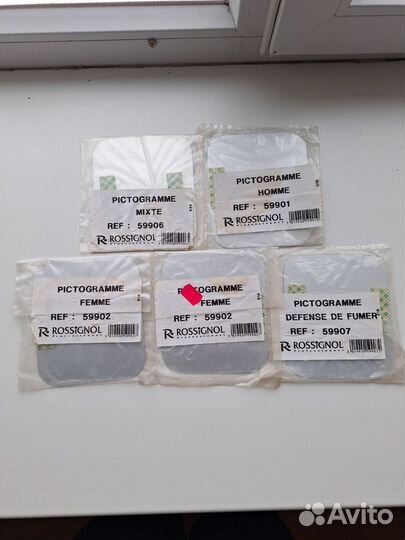 PICTOGRAMME
MIXTE
REF : 59906
R ROSSIGNOL
PICTOGRAMME
HOMME
REF : 59901
R ROSSIGNOL
PICTOGRAMME
FEMME
REF : 59902
R ROSSIGNOL
PICTOGRAMME
FEMME
REF : 59902
R ROSSIGNOL
PICTOGRAMME
DEFENSE DE FUMER
REF : 59907
R ROSSIGNOL
Avito